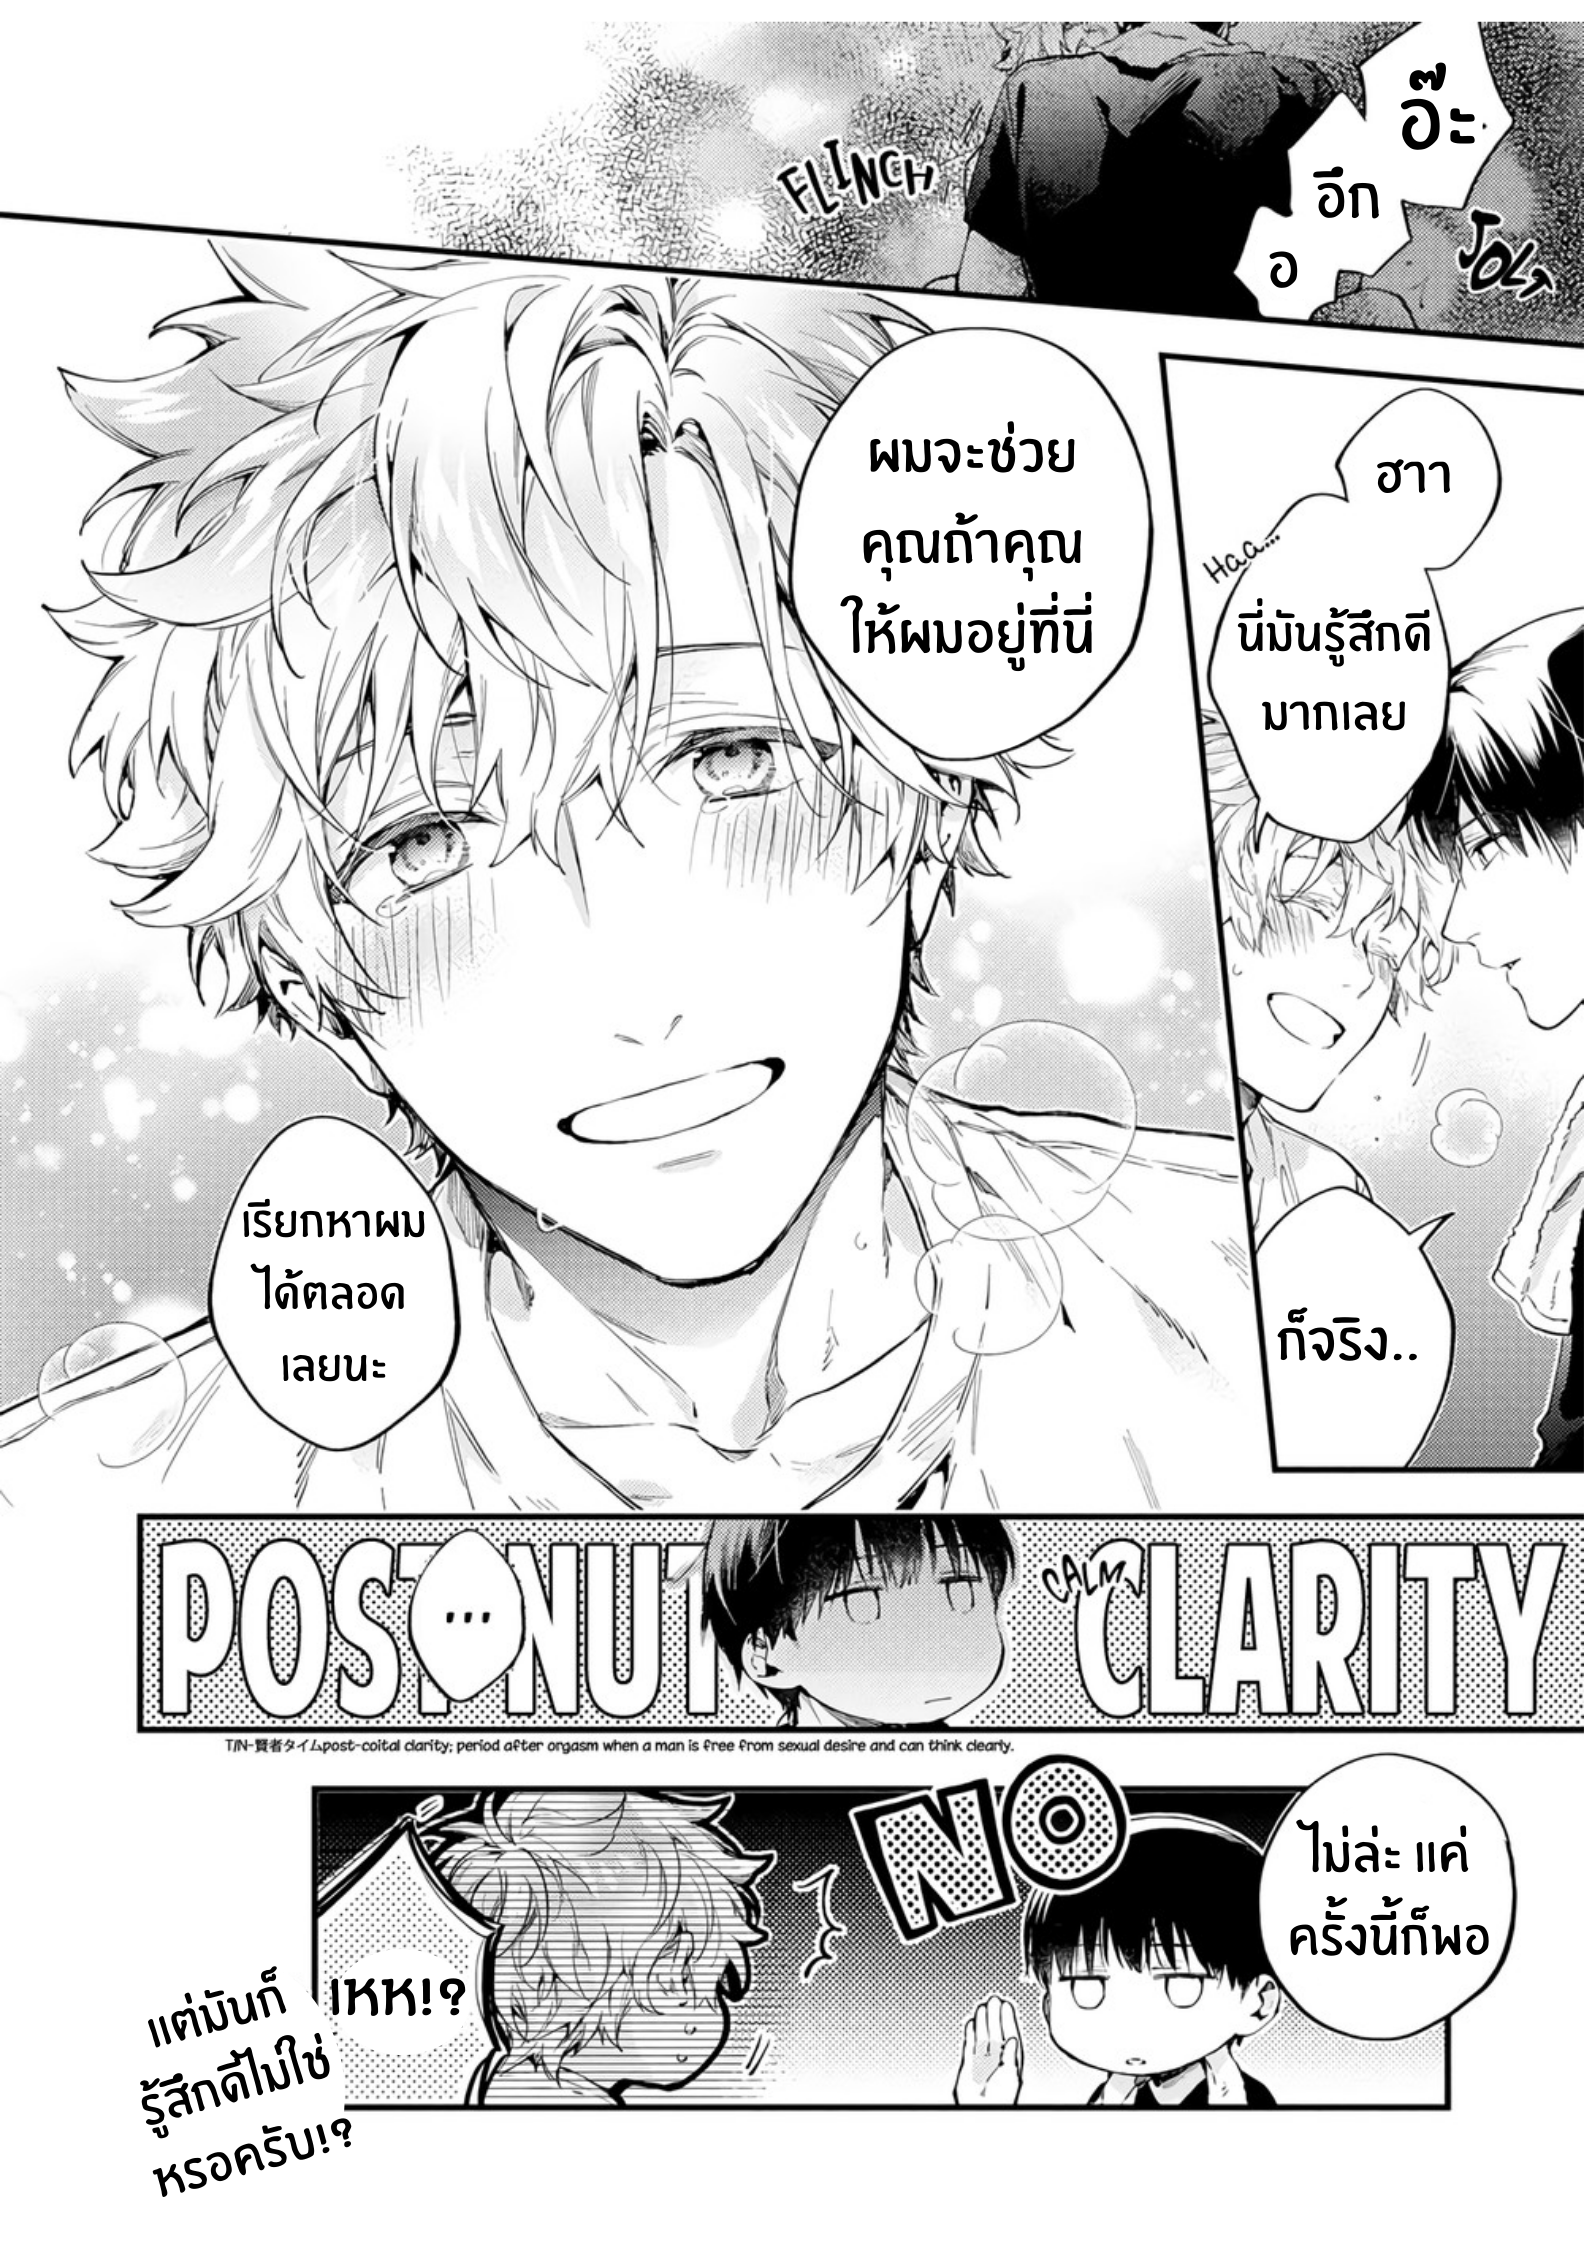 อ๊ะ
อึก
อ
FLINCH
JOLT
ฮาา
Haa...
นี่มันรู้สึกดี
มากเลย
ก็จริง..
ผมจะช่วย
คุณถ้าคุณ
ให้ผมอยู่ที่นี่
เรียกหาผม
ได้ตลอด
เลยนะ
POST NUT CLARITY
...
CALM
T/N-賢者タイムpost-coital clarity; period after orgasm when a man is free from sexual desire and can think clearly.
NO
ไม่ล่ะ แค่
ครั้งนี้ก็พอ
เหห!?
แต่มันก็
รู้สึกดีไม่ใช่
หรอครับ!?